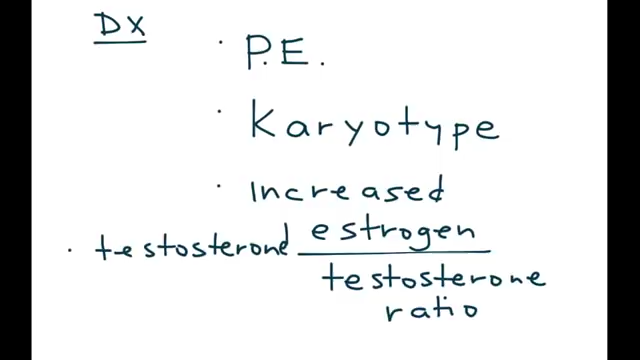 DX
· P.E.
· Karyotype
· increased
· testosterone estrogen
testosterone
ratio